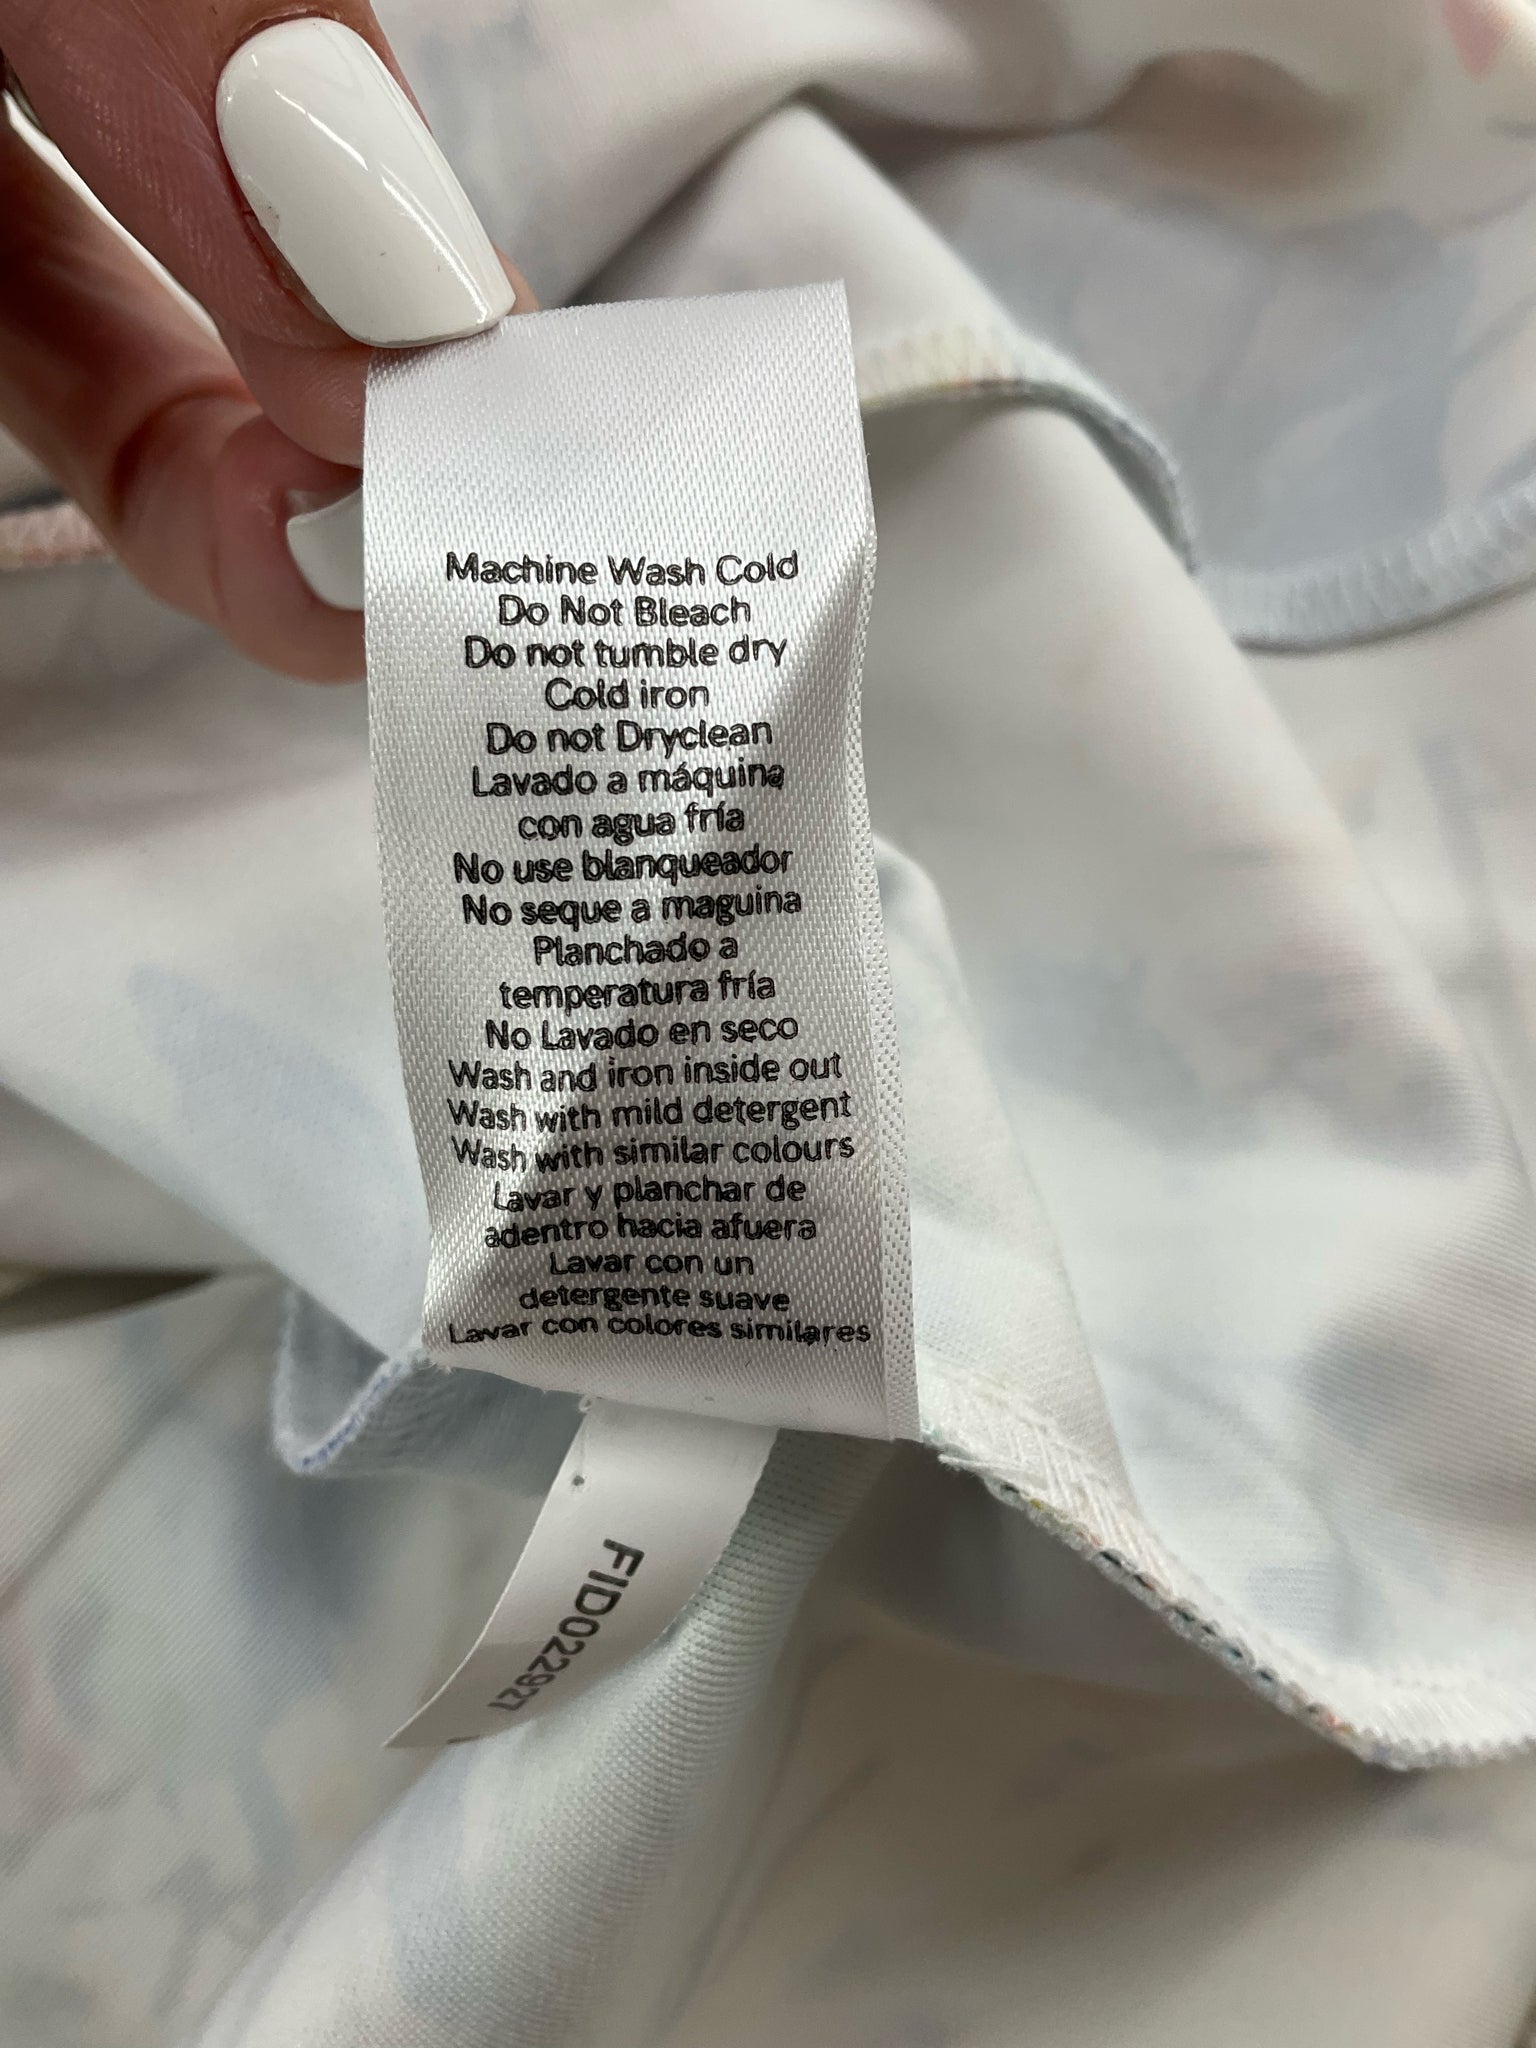 Machine Wash Cold
Do Not Bleach
Do not tumble dry
Cold iron
Do not Dryclean
Lavado a máquina
con agua fría
No use blanqueador
No seque a maguina
Planchado a
temperatura fría
No Lavado en seco
Wash and iron inside out
Wash with mild detergent
Wash with similar colours
Lavar y planchar de
adentro hacia afuera
Lavar con un
detergente suave
Lavar con colores similares
FID022927